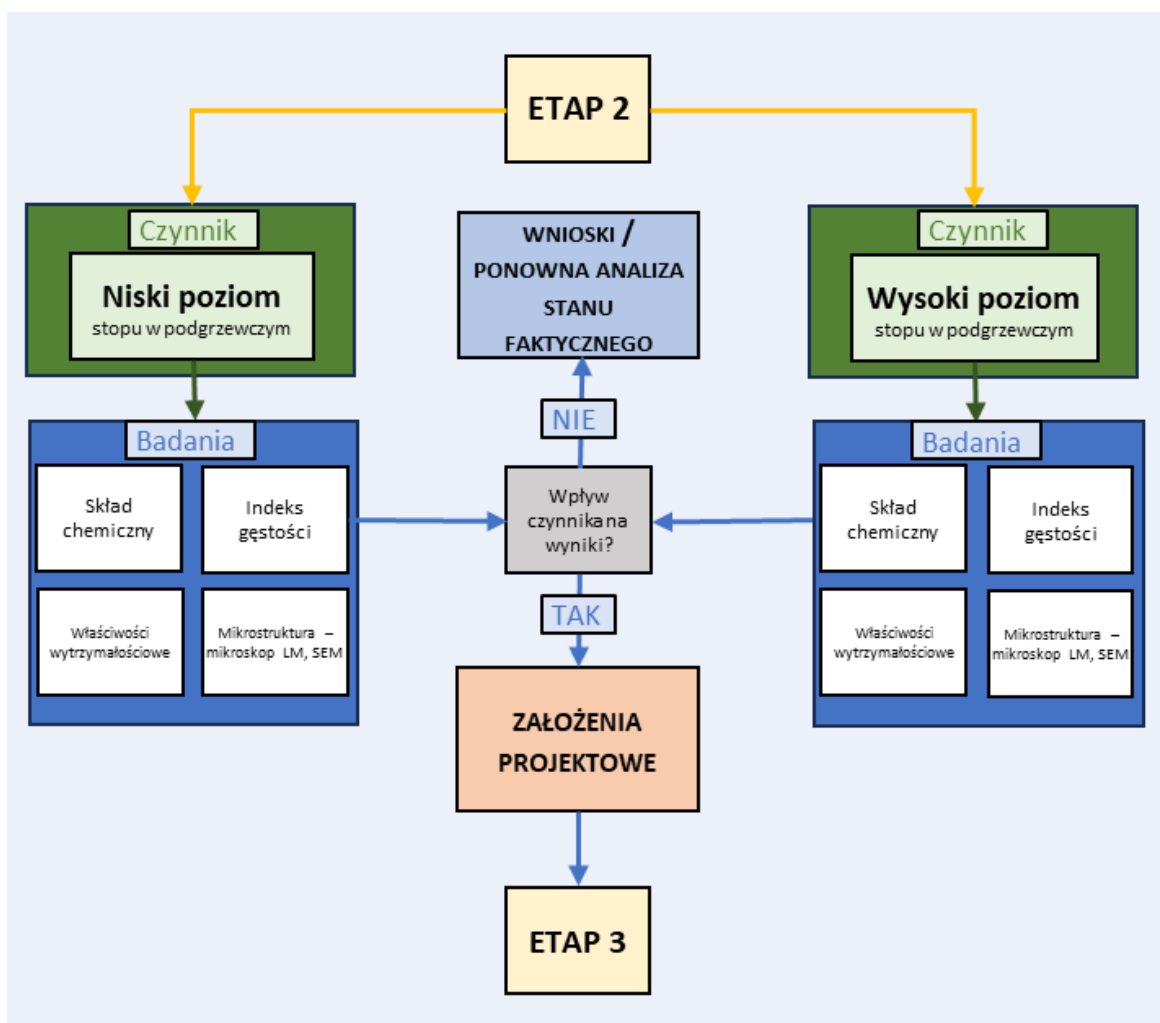 ETAP 2
Czynnik
Niski poziom
stopu w podgrzewczym
WNIOSKI /
PONOWNA ANALIZA
STANU
FAKTYCZNEGO
Czynnik
Wysoki poziom
stopu w podgrzewczym
NIE
Badania
Skład
chemiczny
Indeks
gęstości
Właściwości
wytrzymałościowe
Mikrostruktura –
mikroskop LM, SEM
Wpływ
czynnikana
wyniki?
Badania
Skład
chemiczny
Indeks
gęstości
Właściwości
wytrzymałościowe
Mikrostruktura –
mikroskop LM, SEM
TAK
ZAŁOŻENIA
PROJEKTOWE
ETAP 3